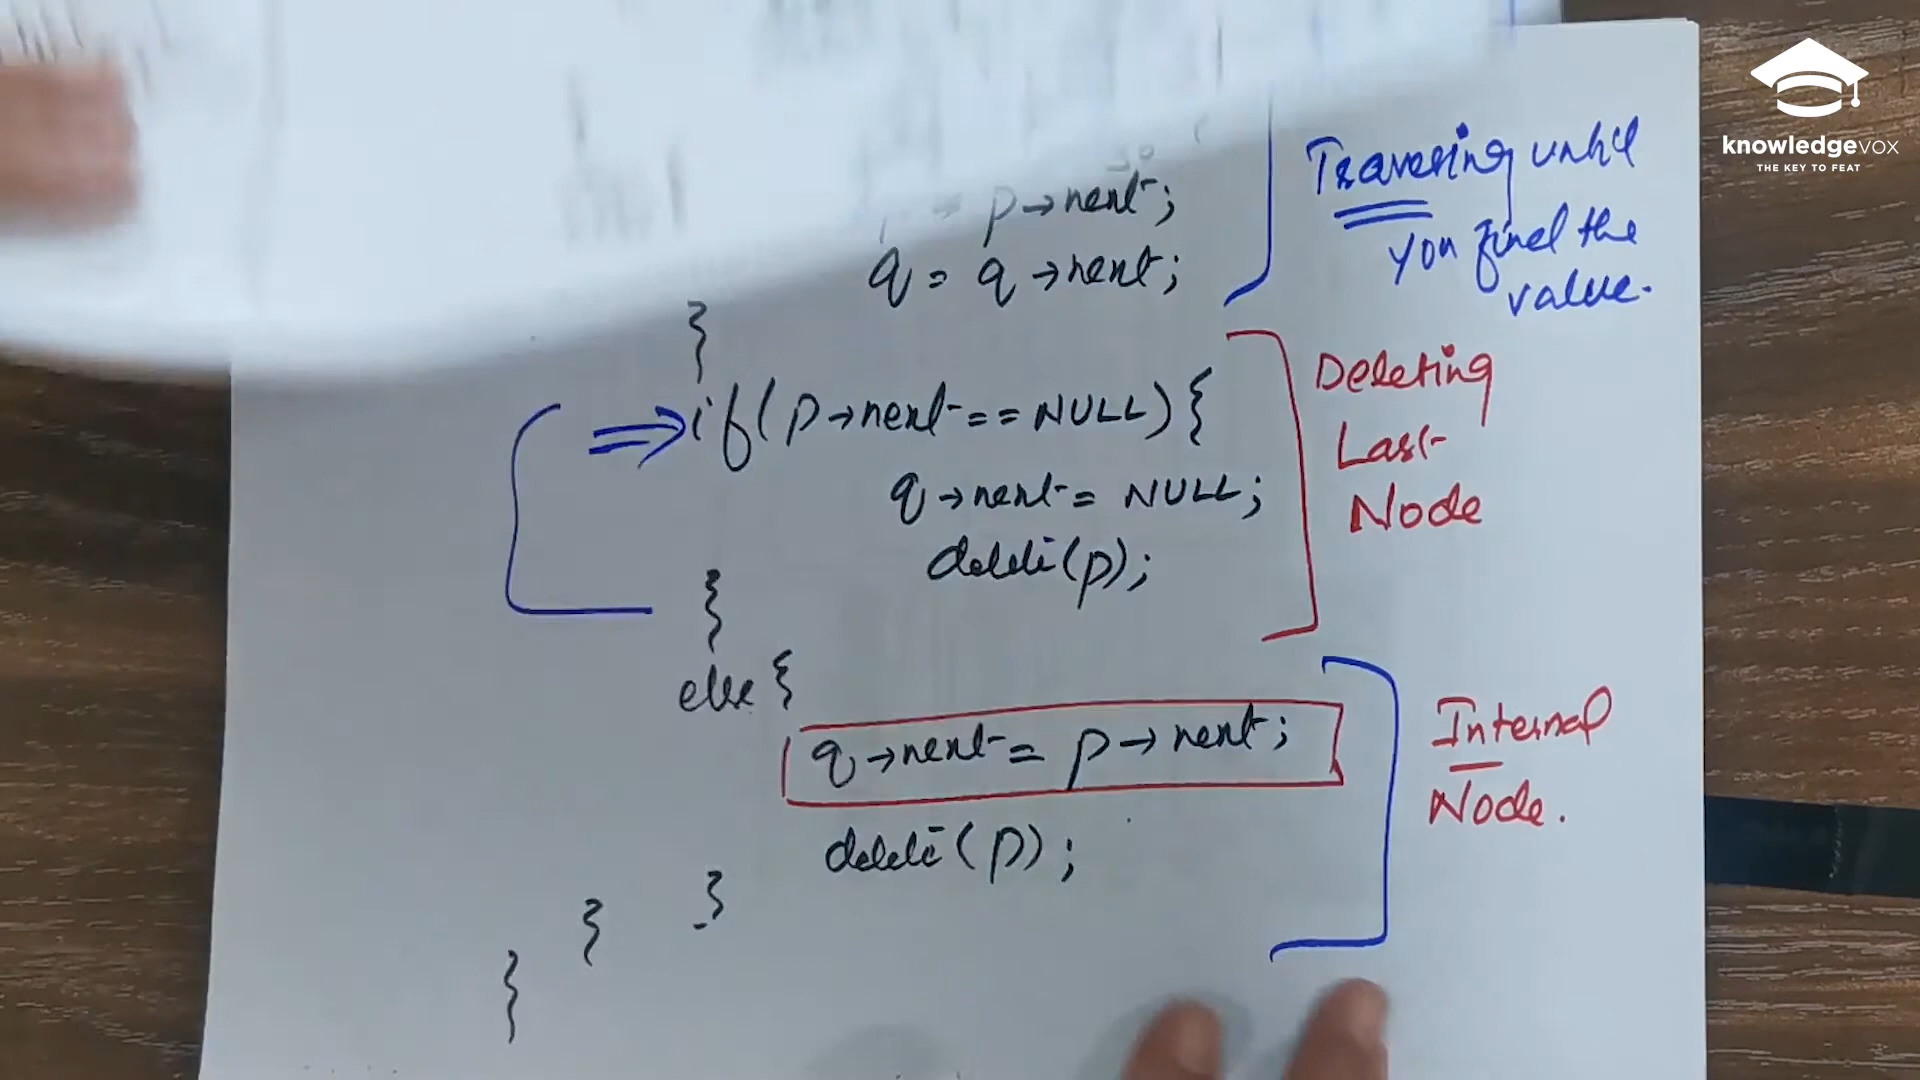 p = p→next;
q = q→next;
}
Traversing until
you find the
value.
if(p→next == NULL){
q→next = NULL;
delete(p);
}
Deleting
Last
Node
else {
q→next = p→next;
delete(p);
}
}
}
Internal
Node.
knowledgevox
THE KEY TO FEAT